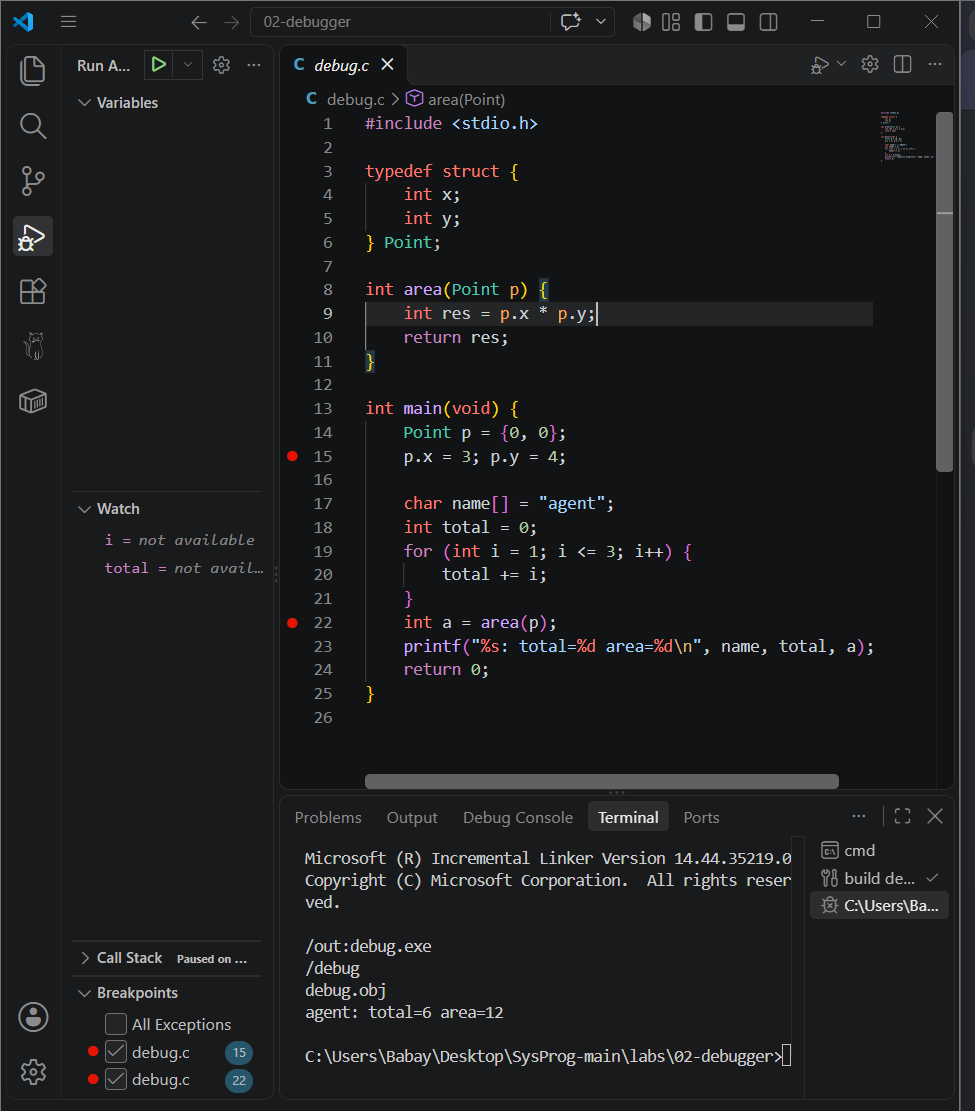 02-debugger
Run A...
Variables
Watch
i = not available
total = not avail...
Call Stack Paused on ...
Breakpoints
All Exceptions
debug.c 15
debug.c 22
C debug.c
C debug.c > area(Point)
1 #include <stdio.h>
2
3 typedef struct {
4 int x;
5 int y;
6 } Point;
7
8 int area(Point p) {
9 int res = p.x * p.y;
10 return res;
11 }
12
13 int main(void) {
14 Point p = {0, 0};
15 p.x = 3; p.y = 4;
16
17 char name[] = "agent";
18 int total = 0;
19 for (int i = 1; i <= 3; i++) {
20 total += i;
21 }
22 int a = area(p);
23 printf("%s: total=%d area=%d\n", name, total, a);
24 return 0;
25 }
26
Problems Output Debug Console Terminal Ports
Microsoft (R) Incremental Linker Version 14.44.35219.0
Copyright (C) Microsoft Corporation.  All rights reser
ved.
/out:debug.exe
/debug
debug.obj
agent: total=6 area=12
C:\Users\Babay\Desktop\SysProg-main\labs\02-debugger>
cmd
build de...
C:\Users\Ba...